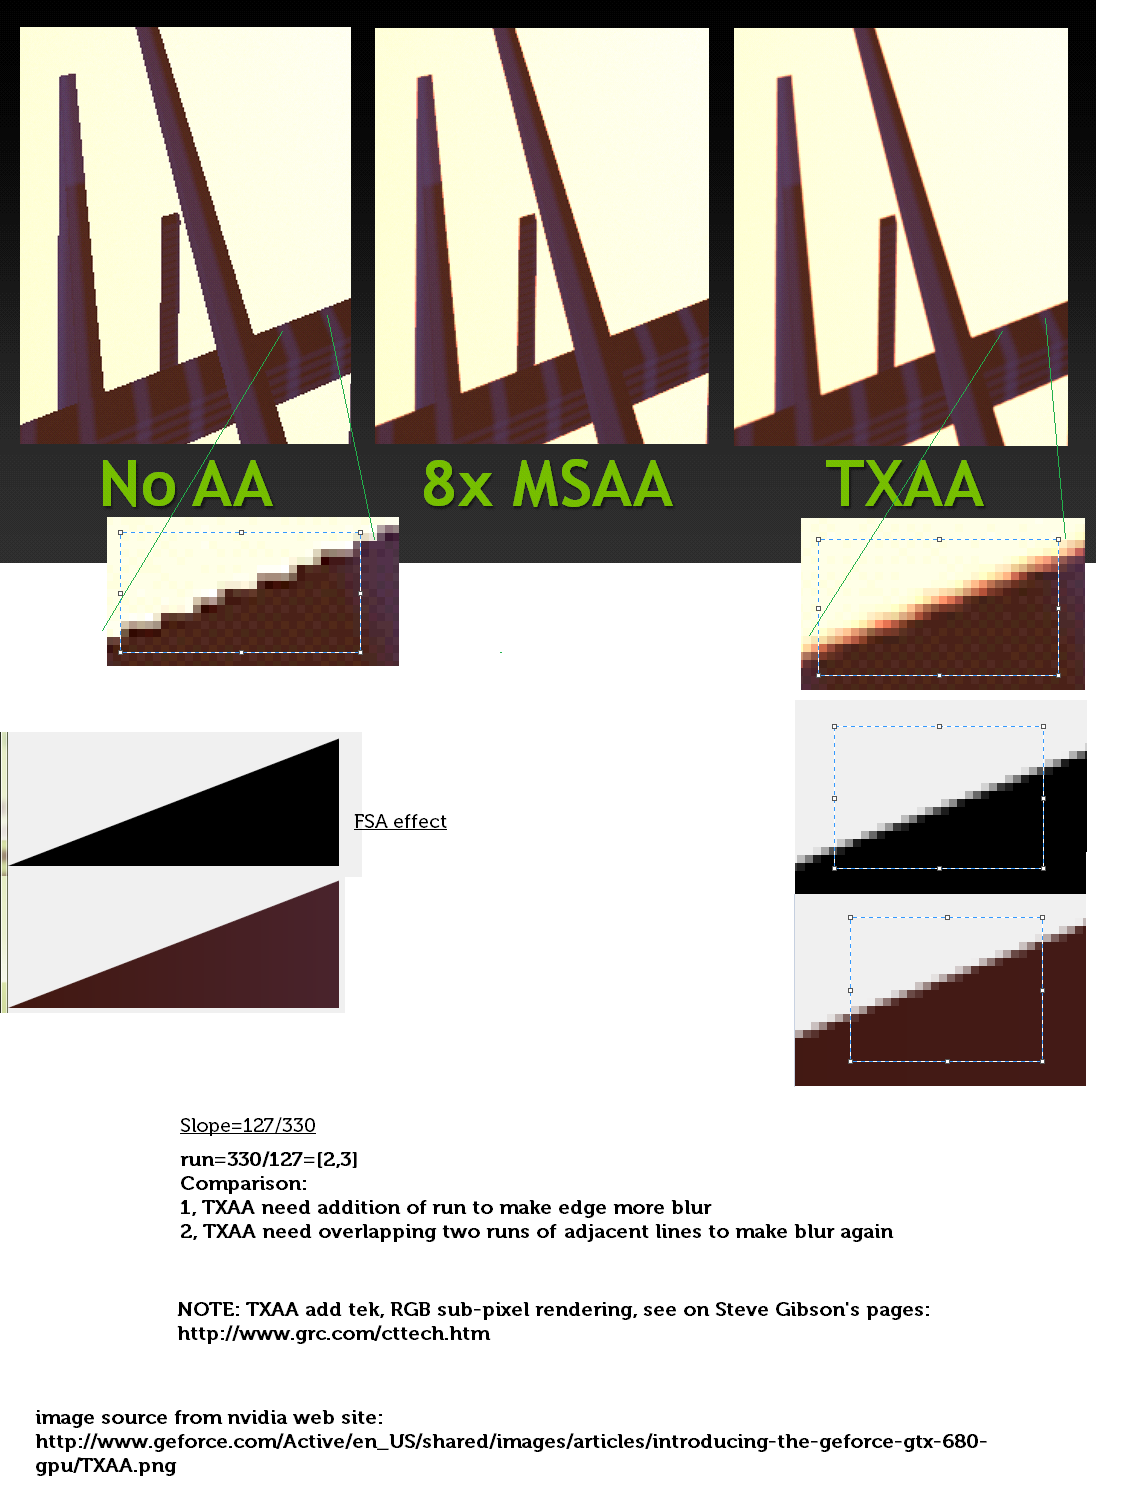 No AA
8x MSAA
TXAA
FSA effect
Slope=127/330
run=330/127=[2,3]
Comparison:
1, TXAA need addition of run to make edge more blur
2, TXAA need overlapping two runs of adjacent lines to make blur again
NOTE: TXAA add tek, RGB sub-pixel rendering, see on Steve Gibson's pages:
http://www.grc.com/cttech.htm
image source from nvidia web site:
http://www.geforce.com/Active/en_US/shared/images/articles/introducing-the-geforce-gtx-680-
gpu/TXAA.png